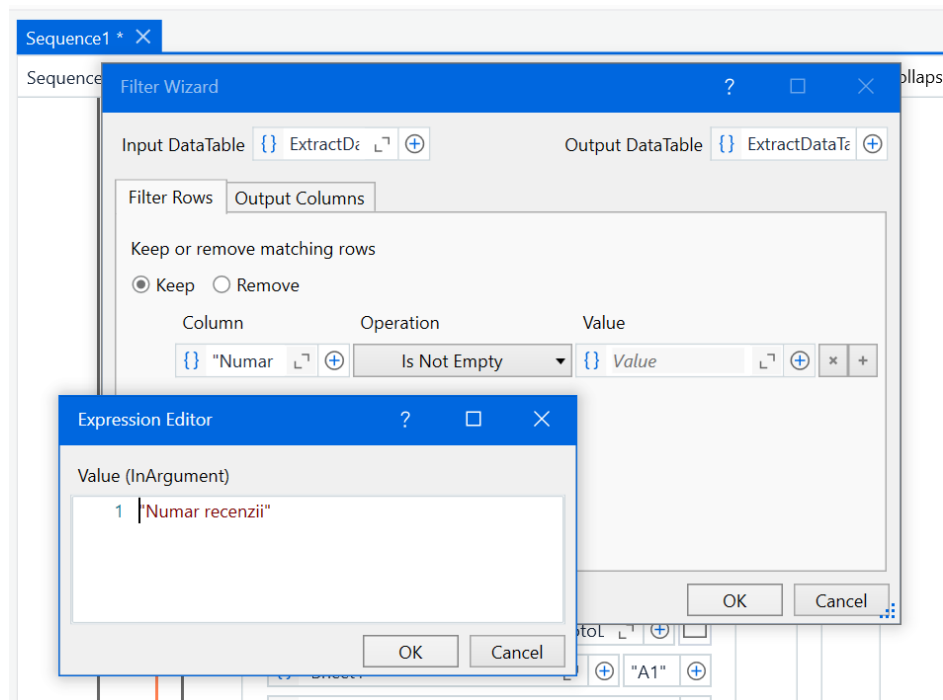 Sequence1 * ×
Sequence
Filter Wizard
?
Input DataTable {} ExtractDa
Output DataTable {} ExtractDataTa
Filter Rows Output Columns
Keep or remove matching rows
Keep Remove
Column Operation Value
{} "Numar Is Not Empty {} Value × +
Expression Editor ?
Value (InArgument)
1 "Numar recenzii"
OK Cancel
OK Cancel
"A1"